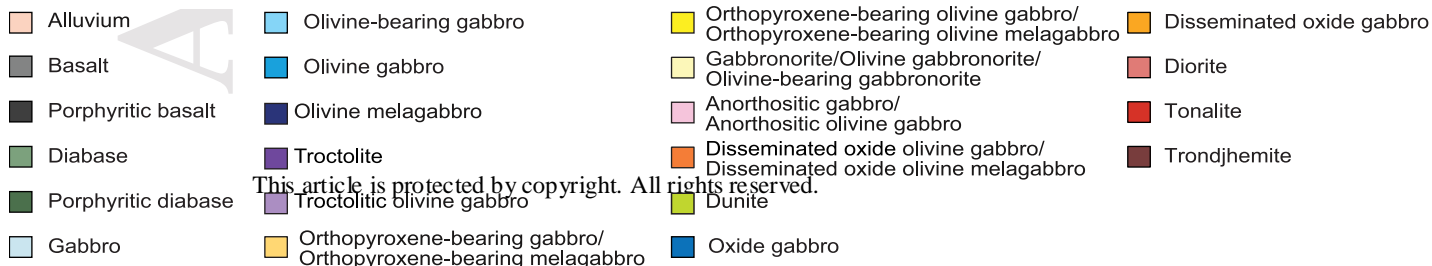 Alluvium
Basalt
Porphyritic basalt
Diabase
Porphyritic diabase
Gabbro
A
Olivine-bearing gabbro
Olivine gabbro
Olivine melagabbro
Troctolite
This article is protected by copyright. All rights reserved.
Troctolitic olivine gabbro
Orthopyroxene-bearing gabbro/
Orthopyroxene-bearing melagabbro
Orthopyroxene-bearing olivine gabbro/
Orthopyroxene-bearing olivine melagabbro
Gabbronorite/Olivine gabbronorite/
Olivine-bearing gabbronorite
Anorthositic gabbro/
Anorthositic olivine gabbro
Disseminated oxide olivine gabbro/
Disseminated oxide olivine melagabbro
Dunite
Oxide gabbro
Disseminated oxide gabbro
Diorite
Tonalite
Trondjhemite